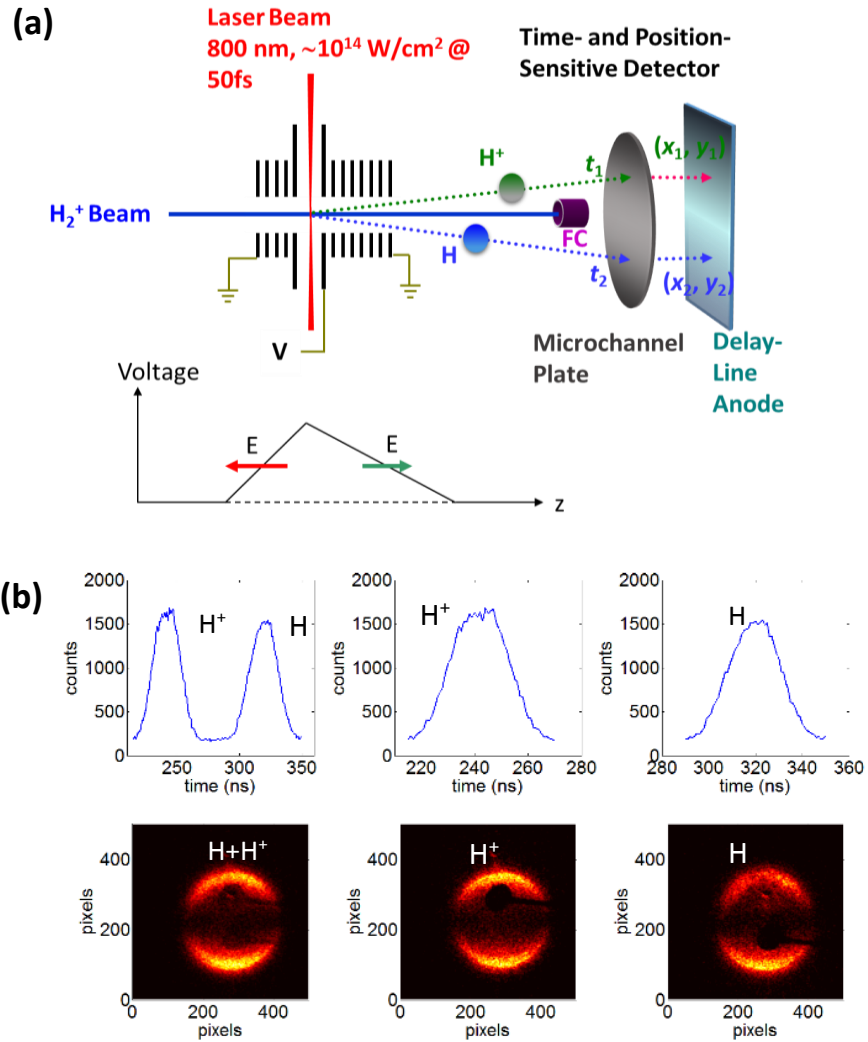 (a)
Laser Beam
800 nm, ~10¹⁴ W/cm² @
50fs
Time- and Position-
Sensitive Detector
H⁺
t₁
(x₁, y₁)
H₂⁺ Beam
FC
H
t₂
(x₂, y₂)
V
Microchannel
Plate
Delay-
Line
Anode
Voltage
E
E
z
(b)
2000
1500
1000
500
0
counts
H⁺
H
250
300
350
time (ns)
2000
1500
1000
500
0
counts
H⁺
220
240
260
280
time (ns)
2000
1500
1000
500
0
counts
H
280
300
320
340
360
time (ns)
400
200
0
pixels
H+H⁺
0
200
400
pixels
400
200
0
pixels
H⁺
0
200
400
pixels
400
200
0
pixels
H
0
200
400
pixels